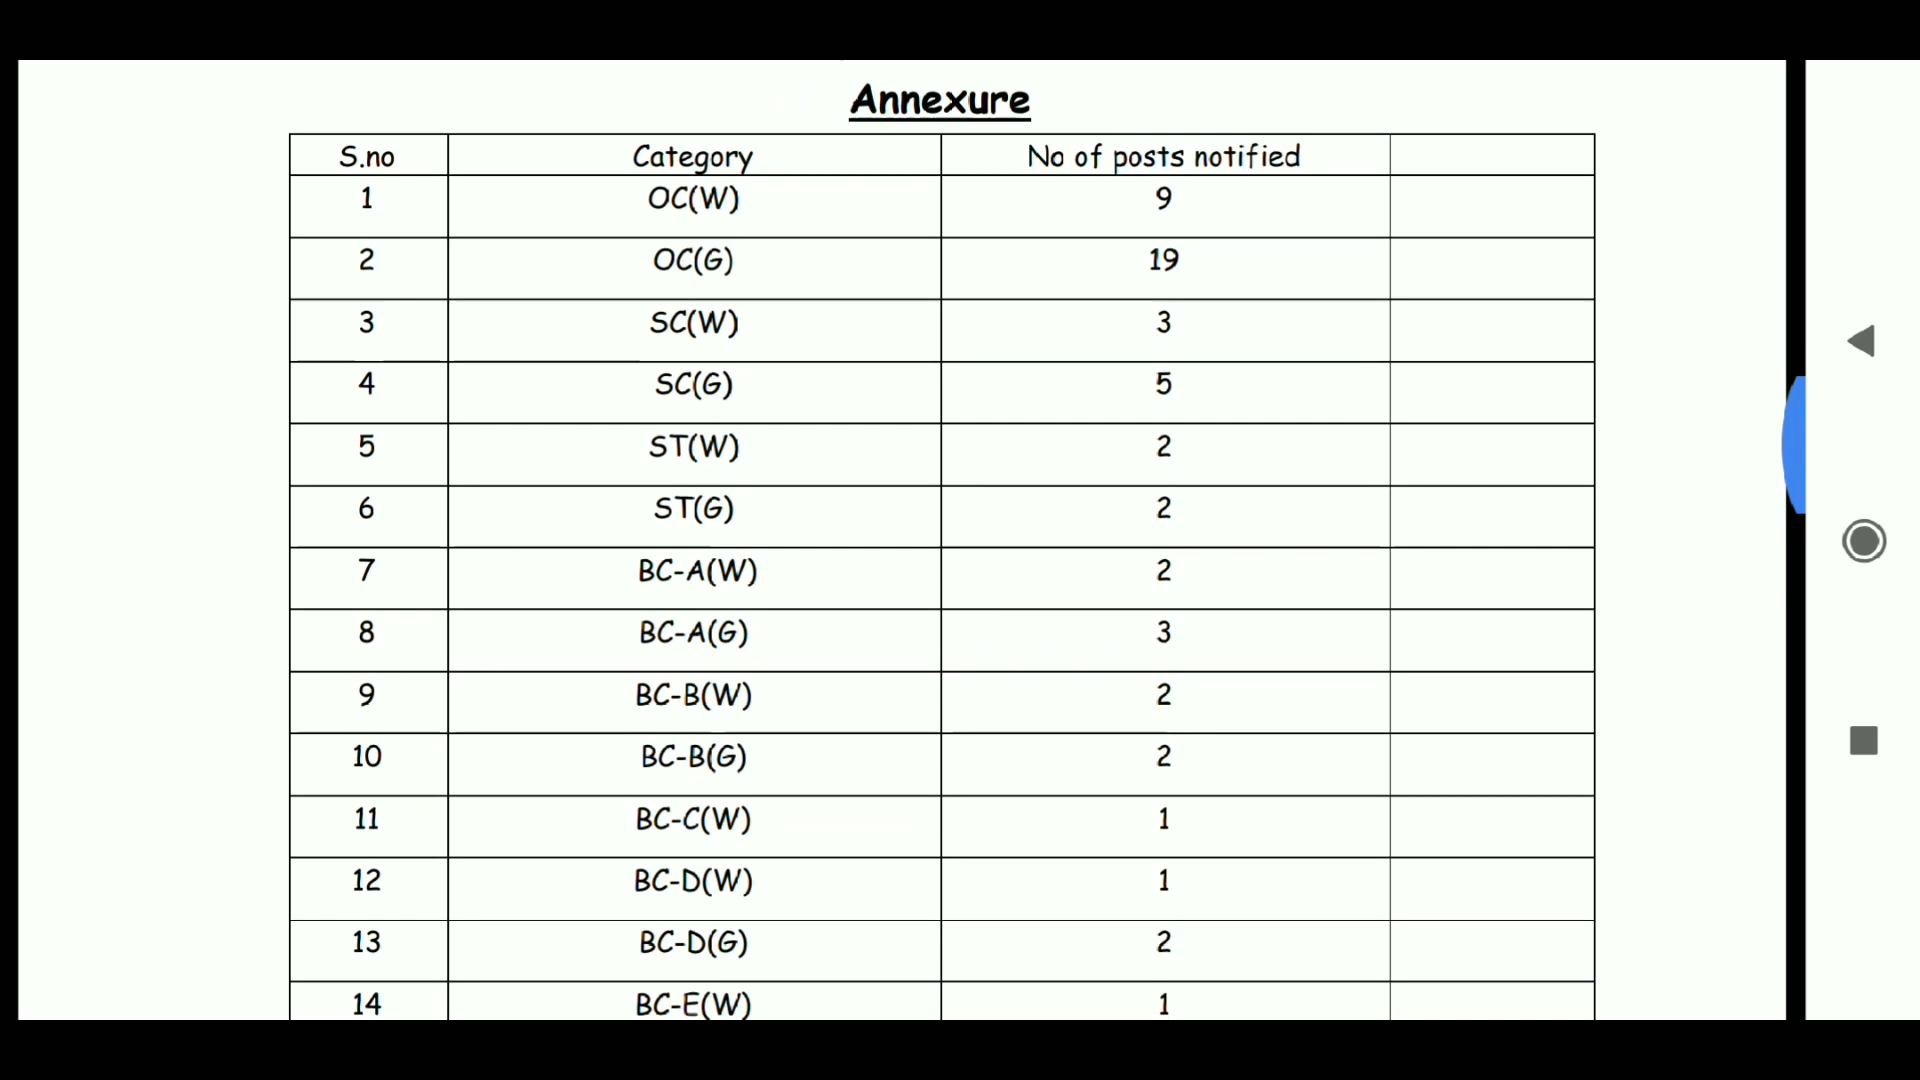 Annexure
S.no Category No of posts notified
1 OC(W) 9
2 OC(G) 19
3 SC(W) 3
4 SC(G) 5
5 ST(W) 2
6 ST(G) 2
7 BC-A(W) 2
8 BC-A(G) 3
9 BC-B(W) 2
10 BC-B(G) 2
11 BC-C(W) 1
12 BC-D(W) 1
13 BC-D(G) 2
14 BC-E(W) 1